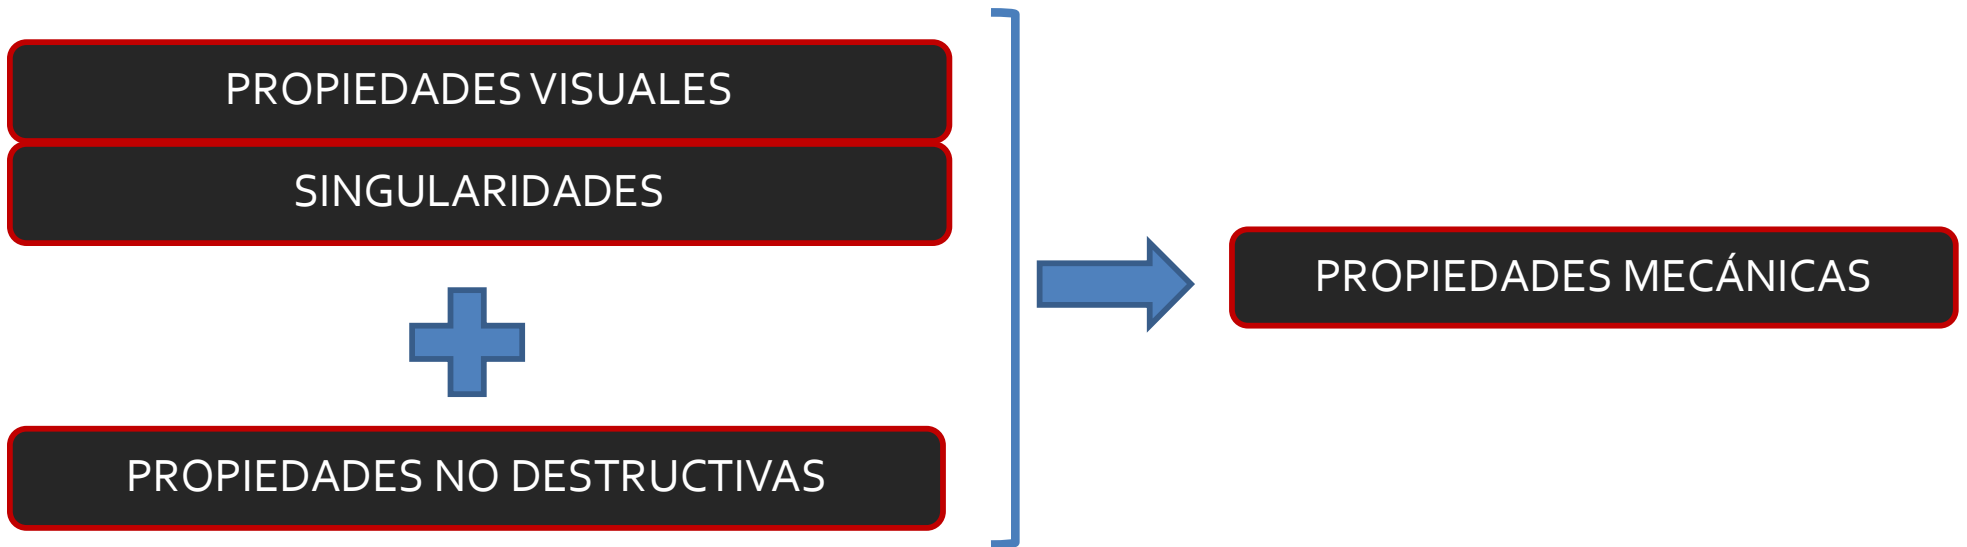 PROPIEDADES VISUALES
SINGULARIDADES
PROPIEDADES MECÁNICAS
PROPIEDADES NO DESTRUCTIVAS